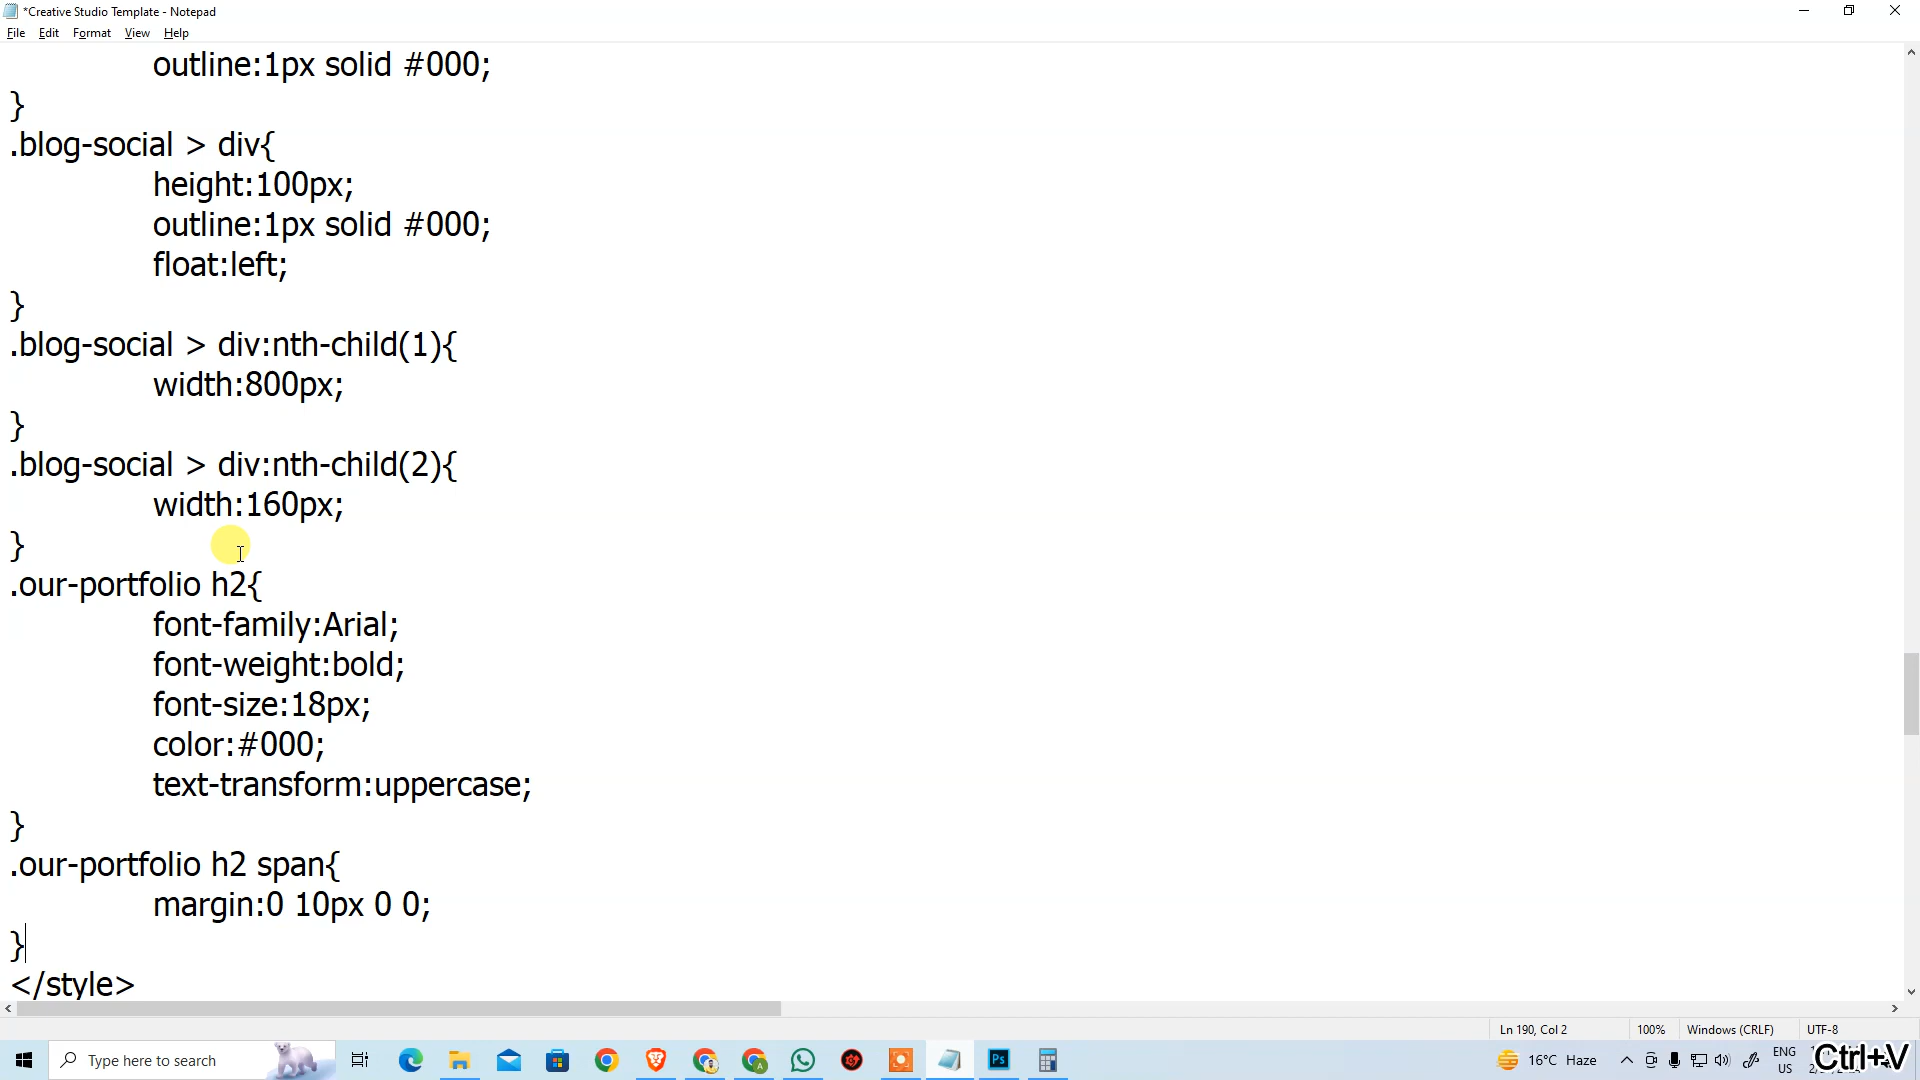 *Creative Studio Template - Notepad
File Edit Format View Help
outline:1px solid #000;
}
.blog-social > div{
height:100px;
outline:1px solid #000;
float:left;
}
.blog-social > div:nth-child(1){
width:800px;
}
.blog-social > div:nth-child(2){
width:160px;
}
.our-portfolio h2{
font-family:Arial;
font-weight:bold;
font-size:18px;
color:#000;
text-transform:uppercase;
}
.our-portfolio h2 span{
margin:0 10px 0 0;
}
</style>
Ln 190, Col 2 100% Windows (CRLF) UTF-8
Type here to search Ps 16°C Haze ENG
US
Ctrl+V